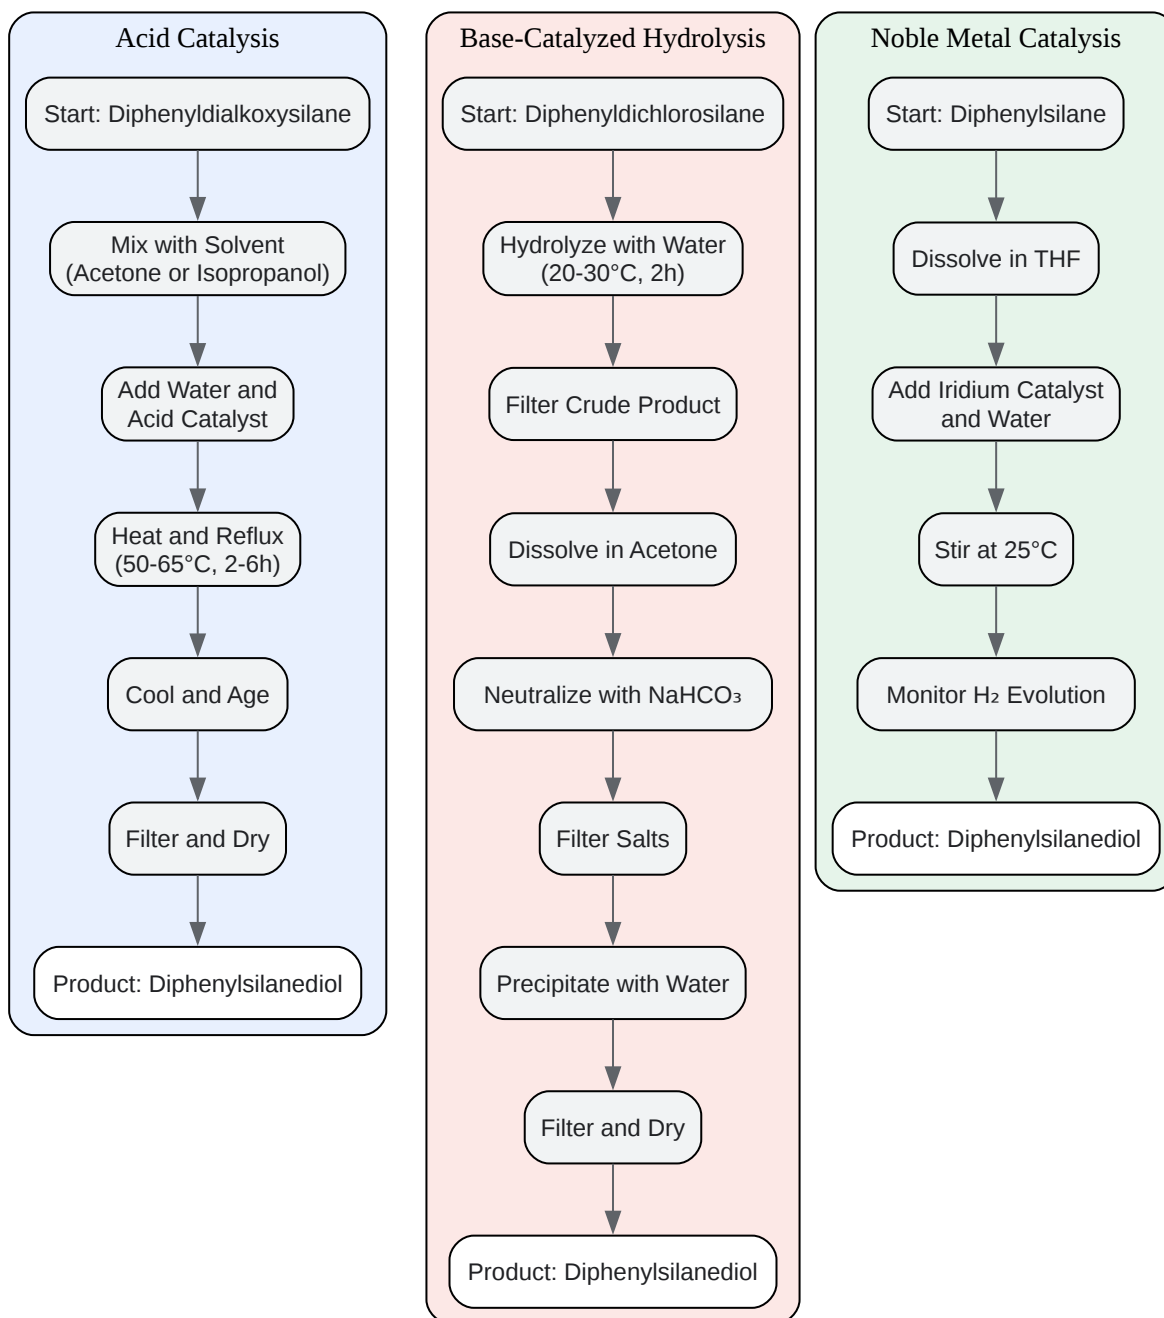 Acid Catalysis
Start: Diphenyldialkoxysilane
Mix with Solvent
(Acetone or Isopropanol)
Add Water and
Acid Catalyst
Heat and Reflux
(50-65°C, 2-6h)
Cool and Age
Filter and Dry
Product: Diphenylsilanediol
Base-Catalyzed Hydrolysis
Start: Diphenyldichlorosilane
Hydrolyze with Water
(20-30°C, 2h)
Filter Crude Product
Dissolve in Acetone
Neutralize with NaHCO₃
Filter Salts
Precipitate with Water
Filter and Dry
Product: Diphenylsilanediol
Noble Metal Catalysis
Start: Diphenylsilane
Dissolve in THF
Add Iridium Catalyst
and Water
Stir at 25°C
Monitor H₂ Evolution
Product: Diphenylsilanediol